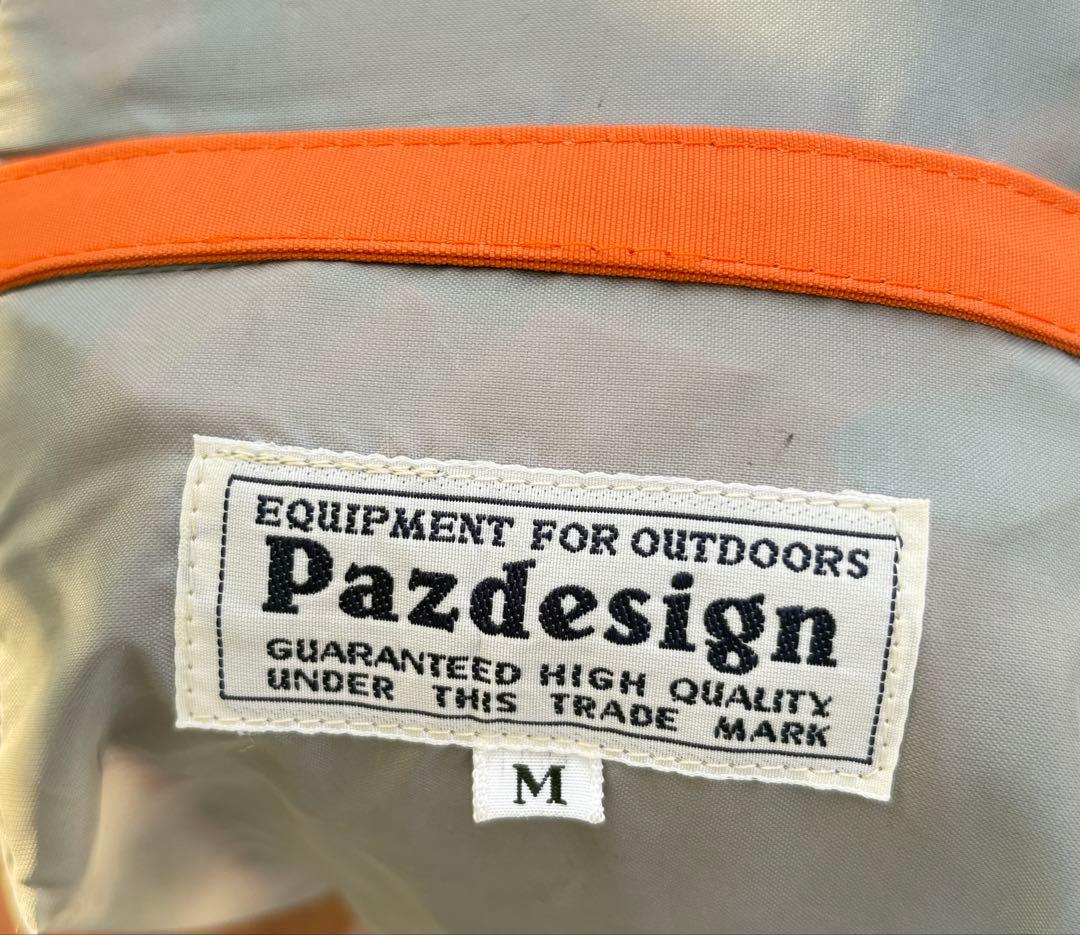 EQUIPMENT FOR OUTDOORS
Pazdesign
GUARANTEED HIGH QUALITY
UNDER THIS TRADE MARK
M